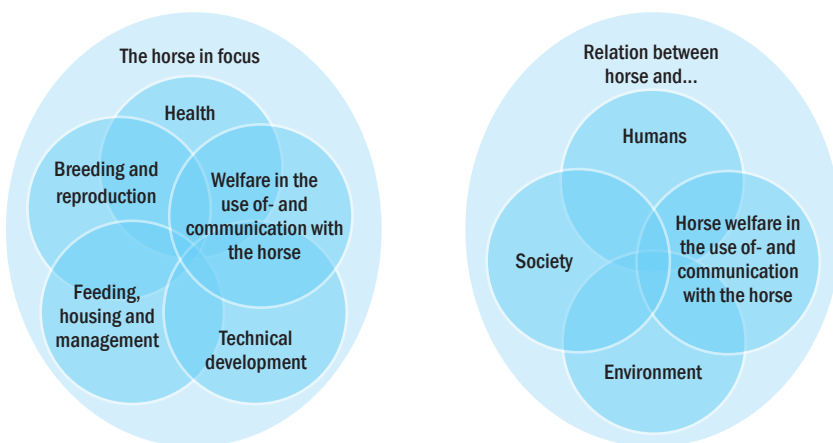 The horse in focus
Health
Breeding and
reproduction
Welfare in the
use of- and
communication with
the horse
Feeding,
housing and
management
Technical
development
Relation between
horse and...
Humans
Society
Horse welfare in
the use of- and
communication
with the horse
Environment